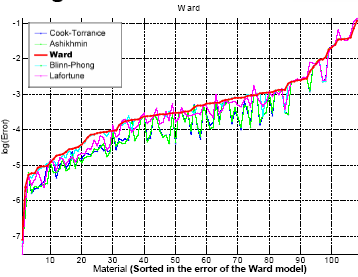 Ward
Cook-Torrance
Ashikhmin
Ward
Blinn-Phong
Lafortune
log(Error)
-1
-2
-3
-4
-5
-6
-7
10 20 30 40 50 60 70 80 90 100
Material (Sorted in the error of the Ward model)